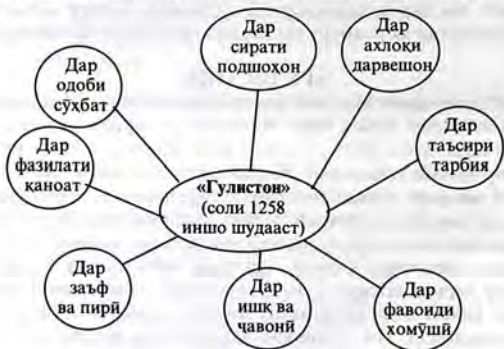 Дар
сирати
подшоҳон
Дар
ахлоқи
дарвешон
Дар
одоби
сӯҳбат
Дар
таъсири
тарбия
Дар
фазилати
қаноат
«Гулистон»
(соли 1258
иншо шудааст)
Дар
заъф
ва пирӣ
Дар
ишқ ва
ҷавонӣ
Дар
фавоиди
хомӯшӣ